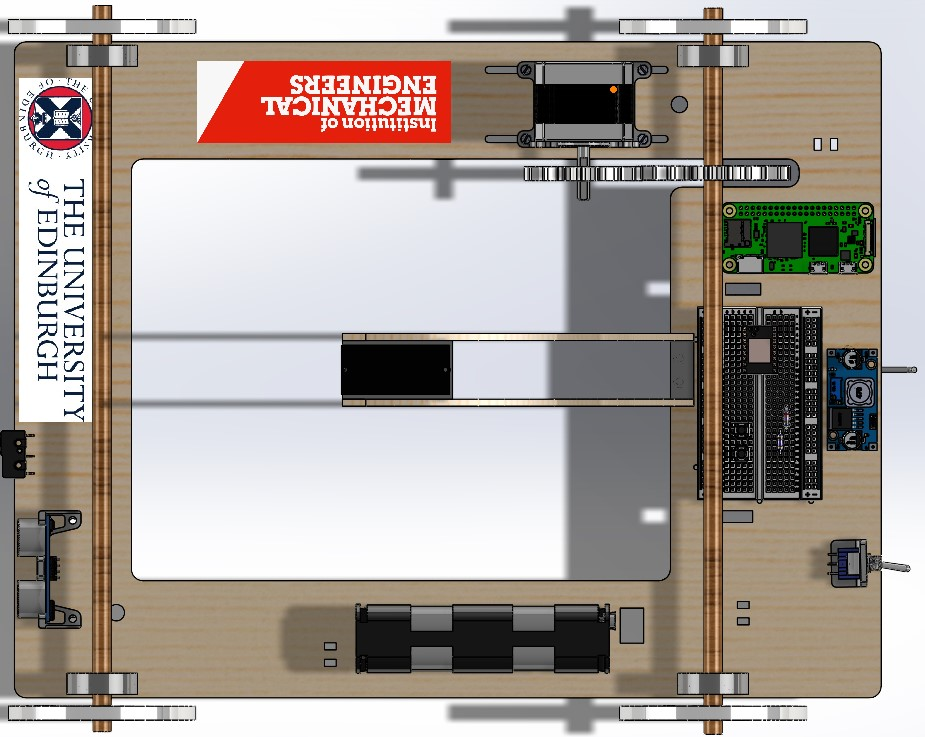 Institution of
MECHANICAL
ENGINEERS
THE UNIVERSITY
of EDINBURGH